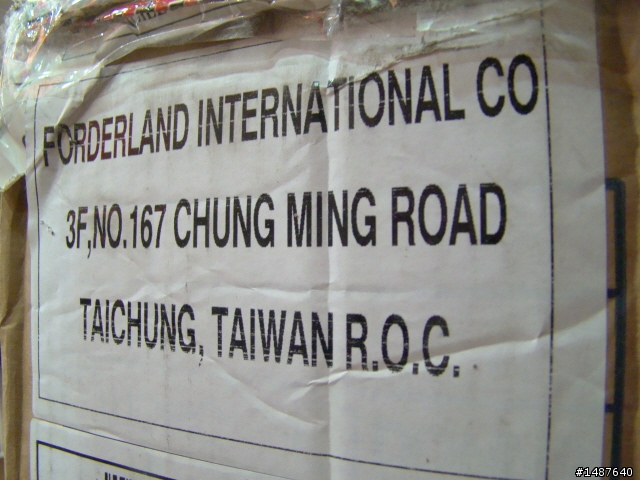 FORDERLAND INTERNATIONAL CO
3F,NO.167 CHUNG MING ROAD
TAICHUNG, TAIWAN R.O.C.
#1487640